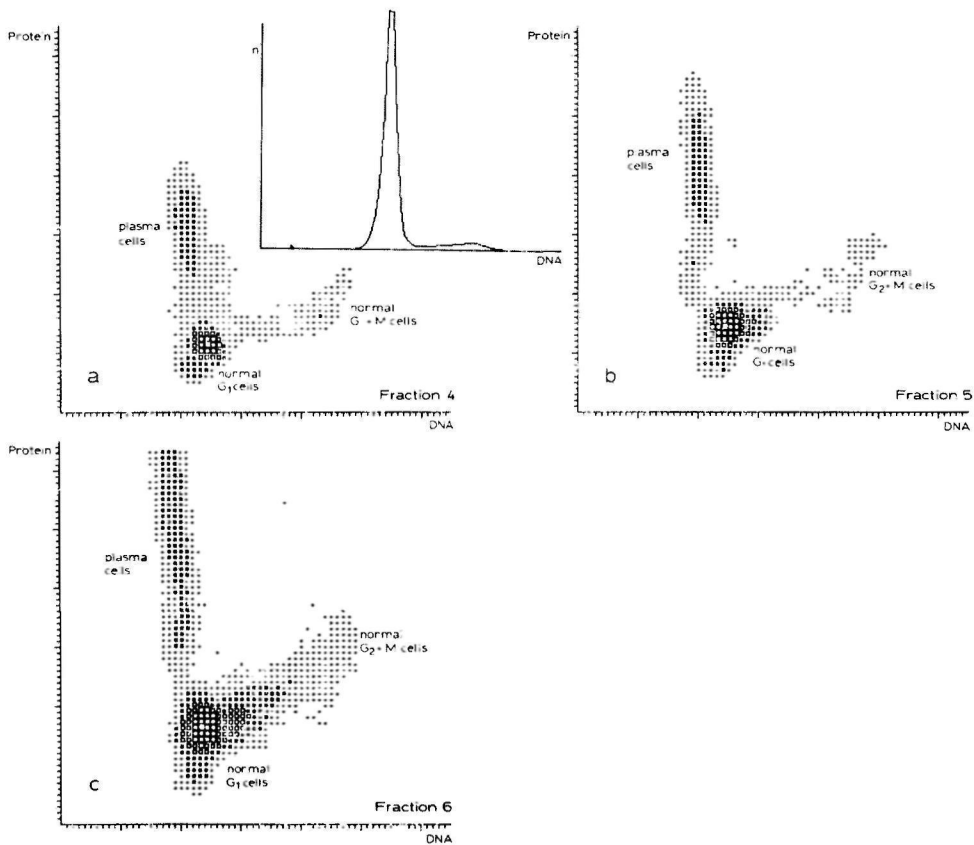 Protein
n
plasma
cells
normal
G + M cells
normal
G₁ cells
a
Fraction 4
DNA
DNA
Protein
plasma
cells
normal
G₂+ M cells
normal
cells
b
Fraction 5
DNA
Protein
plasma
cells
normal
G₂+ M cells
normal
G₁ cells
c
Fraction 6
DNA